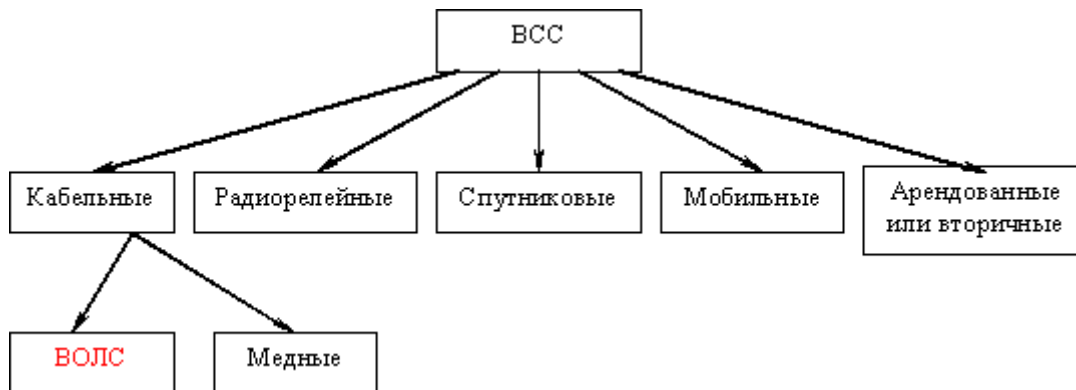 ВСС
Кабельные
Радиорелейные
Спутниковые
Мобильные
Арендованные
или вторичные
ВОЛС
Медные